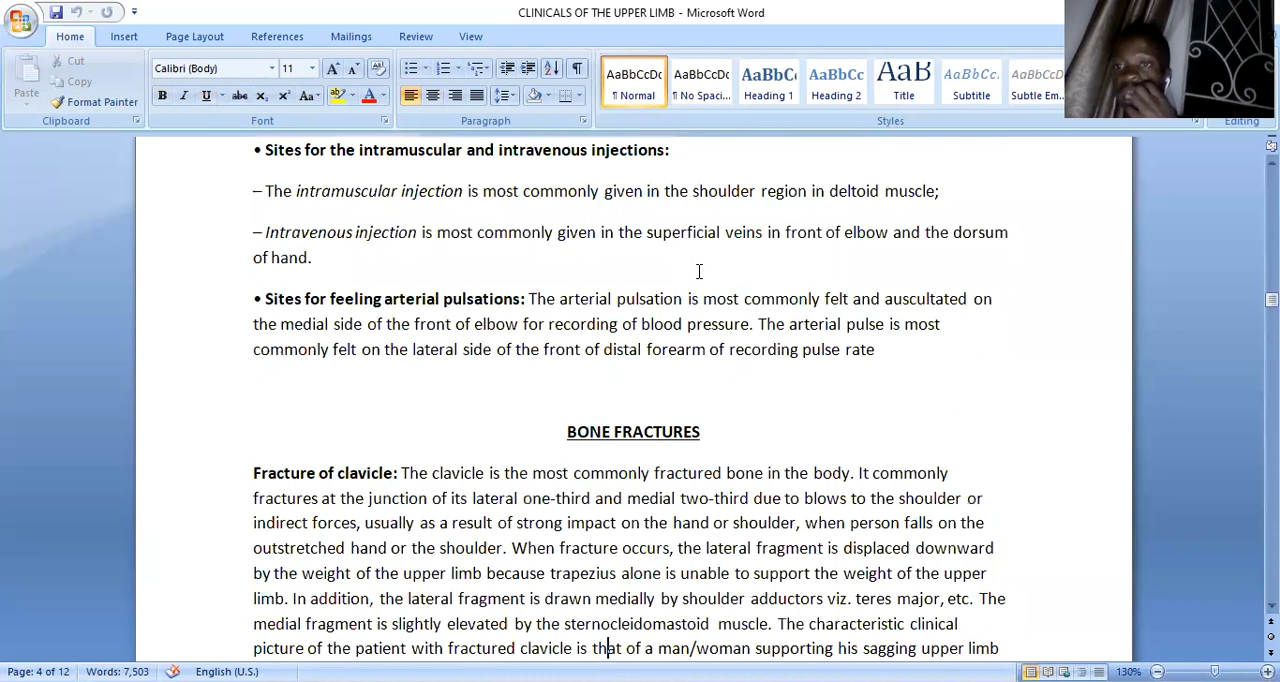 CLINICALS OF THE UPPER LIMB - Microsoft Word
Home Insert Page Layout References Mailings Review View
Cut
Copy
Paste
Format Painter
Calibri (Body) 11
AaBbCcDc AaBbCcDc AaBbC AaBbCc AaB AaBbCc. AaBbCcDc
¶ Normal ¶ No Spaci... Heading 1 Heading 2 Title Subtitle Subtle Em...
Clipboard Font Paragraph Styles Editing
• Sites for the intramuscular and intravenous injections:
– The intramuscular injection is most commonly given in the shoulder region in deltoid muscle;
– Intravenous injection is most commonly given in the superficial veins in front of elbow and the dorsum
of hand.
• Sites for feeling arterial pulsations: The arterial pulsation is most commonly felt and auscultated on
the medial side of the front of elbow for recording of blood pressure. The arterial pulse is most
commonly felt on the lateral side of the front of distal forearm of recording pulse rate
BONE FRACTURES
Fracture of clavicle: The clavicle is the most commonly fractured bone in the body. It commonly
fractures at the junction of its lateral one-third and medial two-third due to blows to the shoulder or
indirect forces, usually as a result of strong impact on the hand or shoulder, when person falls on the
outstretched hand or the shoulder. When fracture occurs, the lateral fragment is displaced downward
by the weight of the upper limb because trapezius alone is unable to support the weight of the upper
limb. In addition, the lateral fragment is drawn medially by shoulder adductors viz. teres major, etc. The
medial fragment is slightly elevated by the sternocleidomastoid muscle. The characteristic clinical
picture of the patient with fractured clavicle is that of a man/woman supporting his sagging upper limb
Page: 4 of 12 Words: 7,503 English (U.S.) 130%